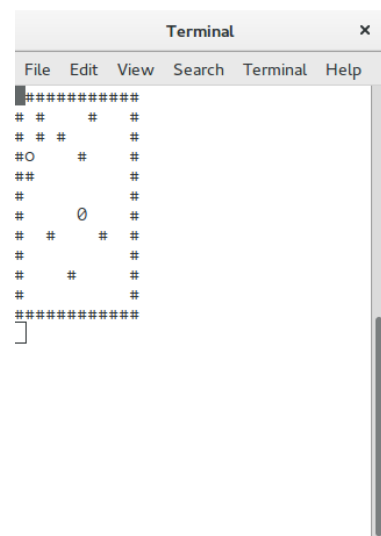 Terminal ×
File Edit View Search Terminal Help
 ###########
# #    #   #
# # #      #
#o    #    #
##         #
#          #
#     0    #
#  #    #  #
#          #
#    #     #
#          #
############